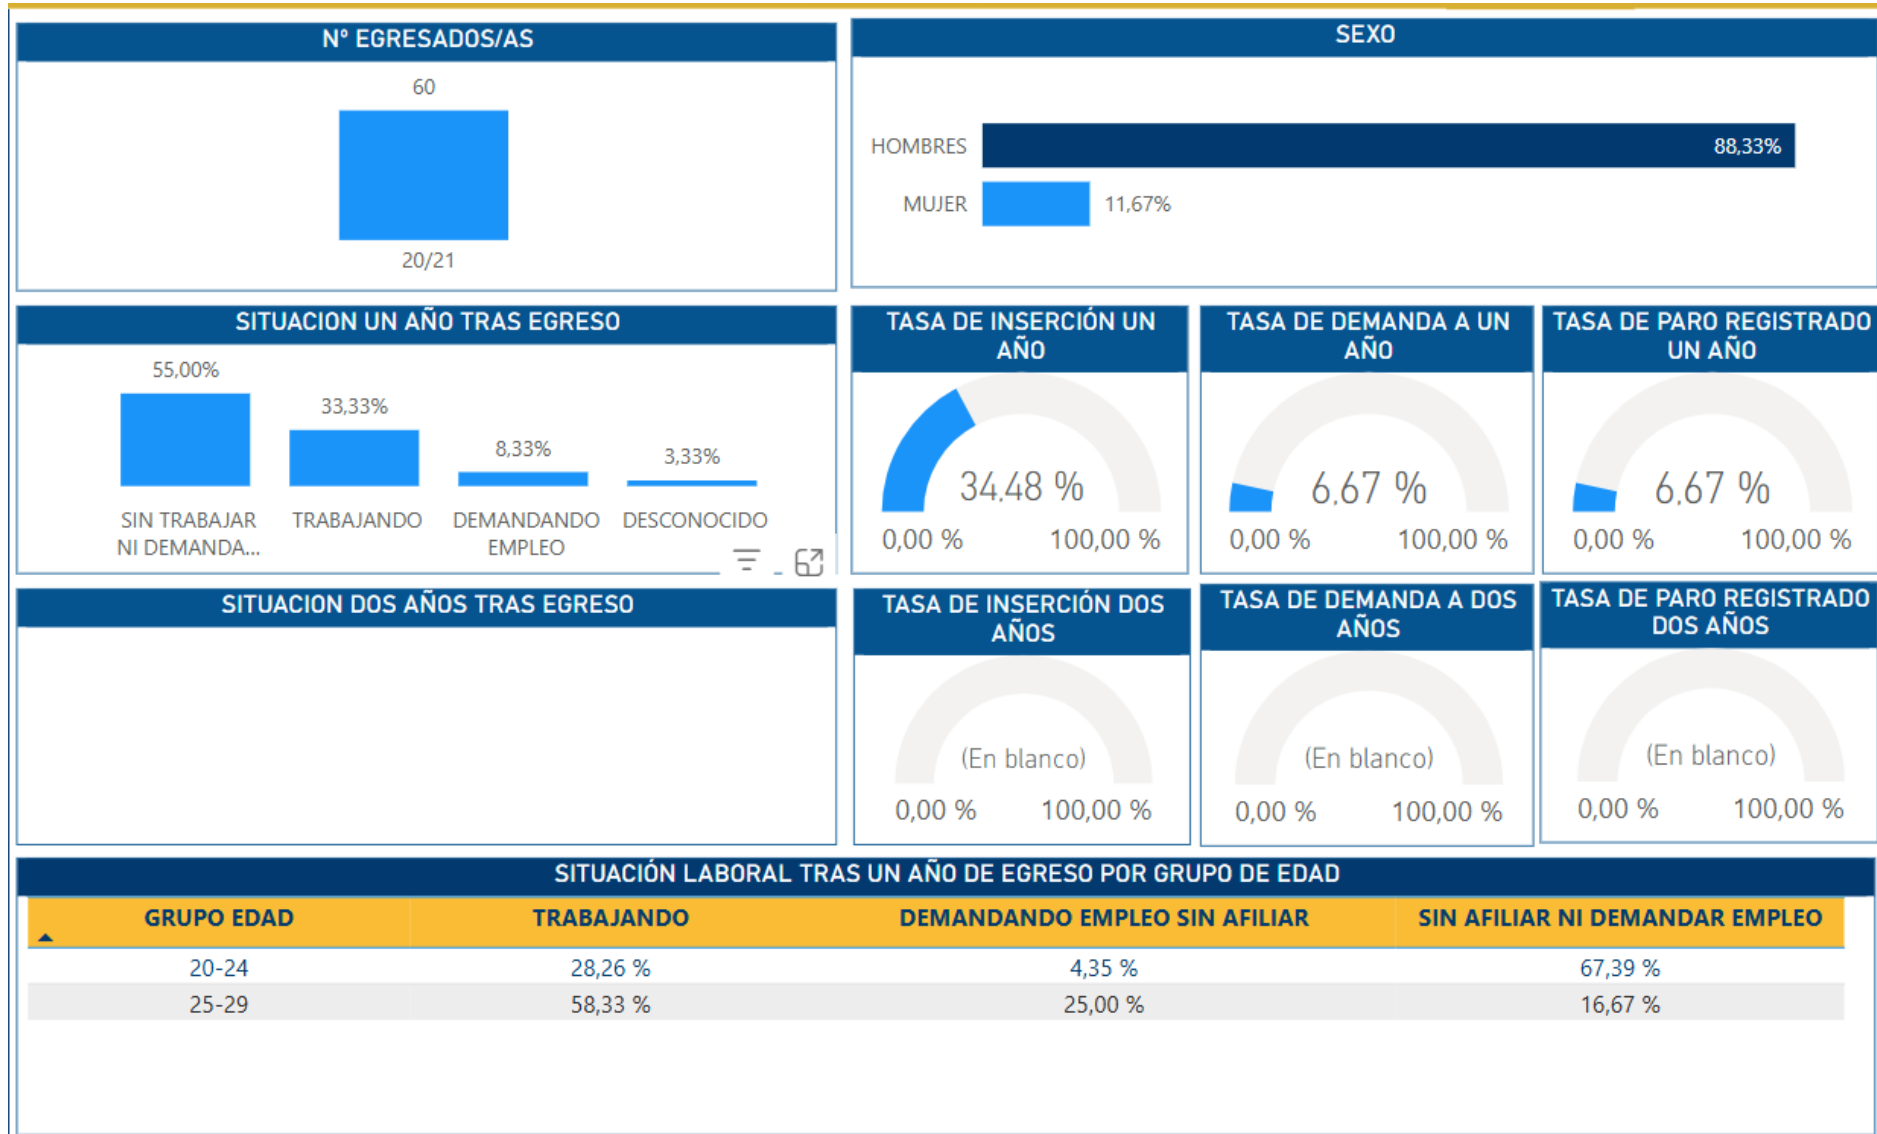 Nº EGRESADOS/AS
60
20/21
SEXO
HOMBRES
88,33%
MUJER
11,67%
SITUACION UN AÑO TRAS EGRESO
55,00%
33,33%
8,33%
3,33%
SIN TRABAJAR
NI DEMANDA...
TRABAJANDO
DEMANDANDO
EMPLEO
DESCONOCIDO
TASA DE INSERCIÓN UN
AÑO
34,48 %
0,00 %
100,00 %
TASA DE DEMANDA A UN
AÑO
6,67 %
0,00 %
100,00 %
TASA DE PARO REGISTRADO
UN AÑO
6,67 %
0,00 %
100,00 %
SITUACION DOS AÑOS TRAS EGRESO
TASA DE INSERCIÓN DOS
AÑOS
(En blanco)
0,00 %
100,00 %
TASA DE DEMANDA A DOS
AÑOS
(En blanco)
0,00 %
100,00 %
TASA DE PARO REGISTRADO
DOS AÑOS
(En blanco)
0,00 %
100,00 %
SITUACIÓN LABORAL TRAS UN AÑO DE EGRESO POR GRUPO DE EDAD
GRUPO EDAD TRABAJANDO DEMANDANDO EMPLEO SIN AFILIAR SIN AFILIAR NI DEMANDAR EMPLEO
20-24 28,26 % 4,35 % 67,39 %
25-29 58,33 % 25,00 % 16,67 %